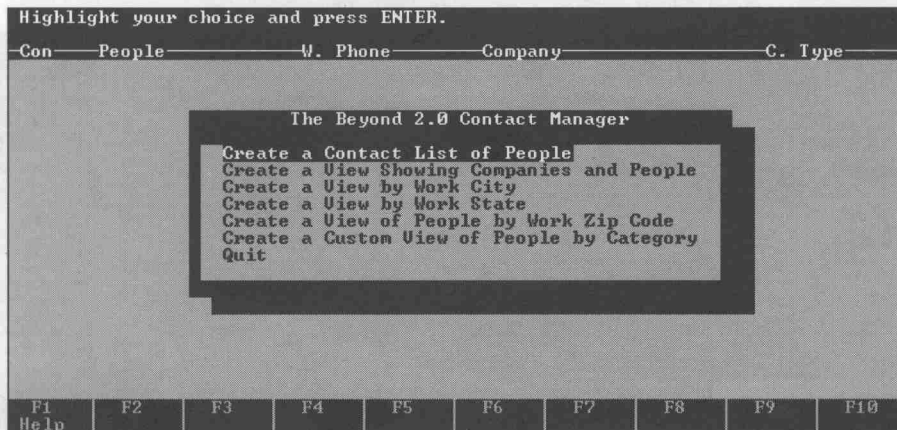 Highlight your choice and press ENTER.
Con People W. Phone Company C. Type
The Beyond 2.0 Contact Manager
Create a Contact List of People
Create a View Showing Companies and People
Create a View by Work City
Create a View by Work State
Create a View of People by Work Zip Code
Create a Custom View of People by Category
Quit
F1 F2 F3 F4 F5 F6 F7 F8 F9 F10
Help